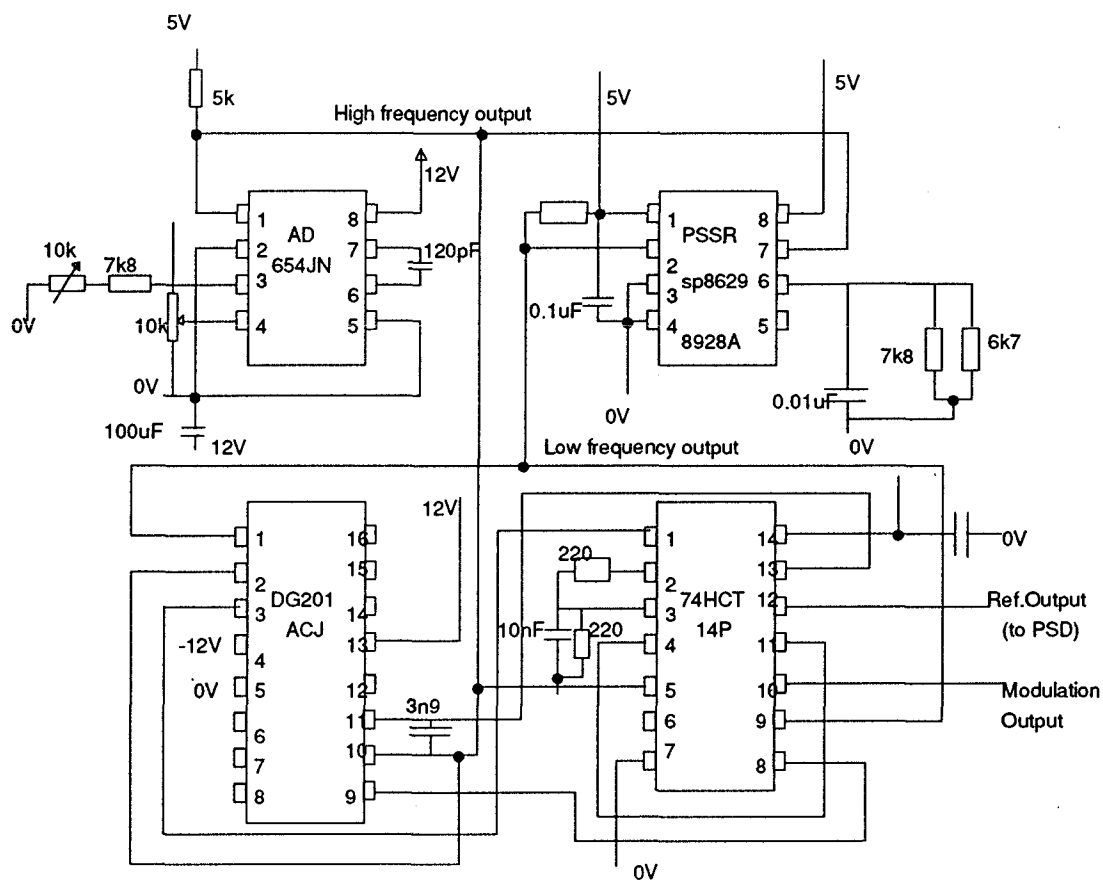 5V
5k
High frequency output
12V
5V
5V
AD
654JN
1
2
3
4
8
7
6
5
120pF
10k
7k8
0V
10k
0V
100uF
12V
PSSR
sp8629
8928A
1
2
3
4
8
7
6
5
0.1uF
0V
7k8
6k7
0.01uF
0V
Low frequency output
12V
DG201
ACJ
1
2
3
4
5
6
7
8
16
15
14
13
12
11
10
9
-12V
0V
3n9
74HCT
14P
1
2
3
4
5
6
7
14
13
12
11
10
9
8
220
10nF
220
0V
Ref.Output
(to PSD)
Modulation
Output
0V